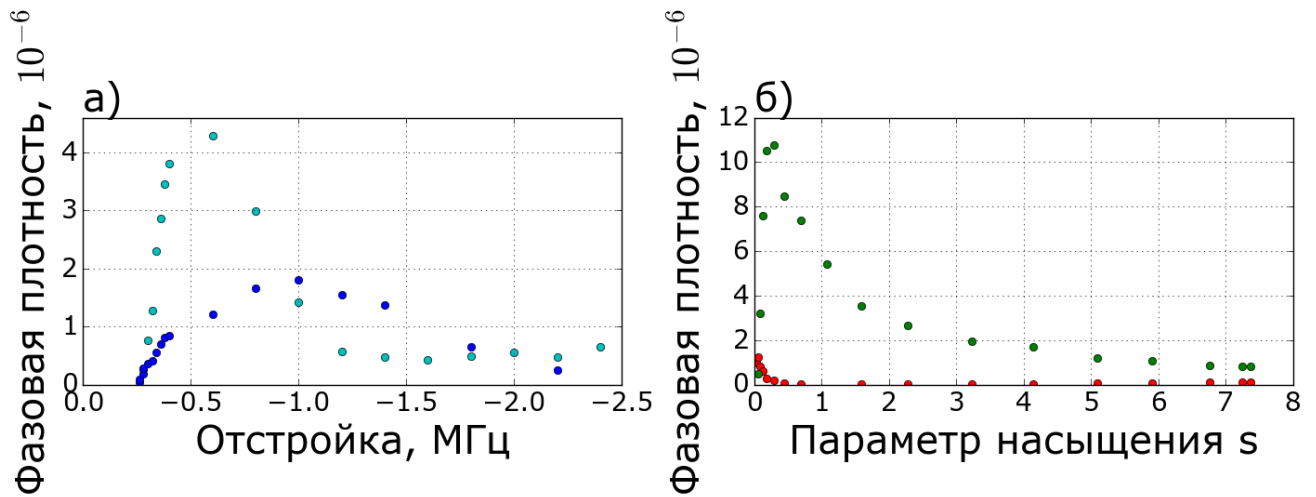 а)
Фазовая плотность, 10⁻⁶
4
3
2
1
0
0.0 −0.5 −1.0 −1.5 −2.0 −2.5
Отстройка, МГц
б)
Фазовая плотность, 10⁻⁶
12
10
8
6
4
2
0
0 1 2 3 4 5 6 7 8
Параметр насыщения s